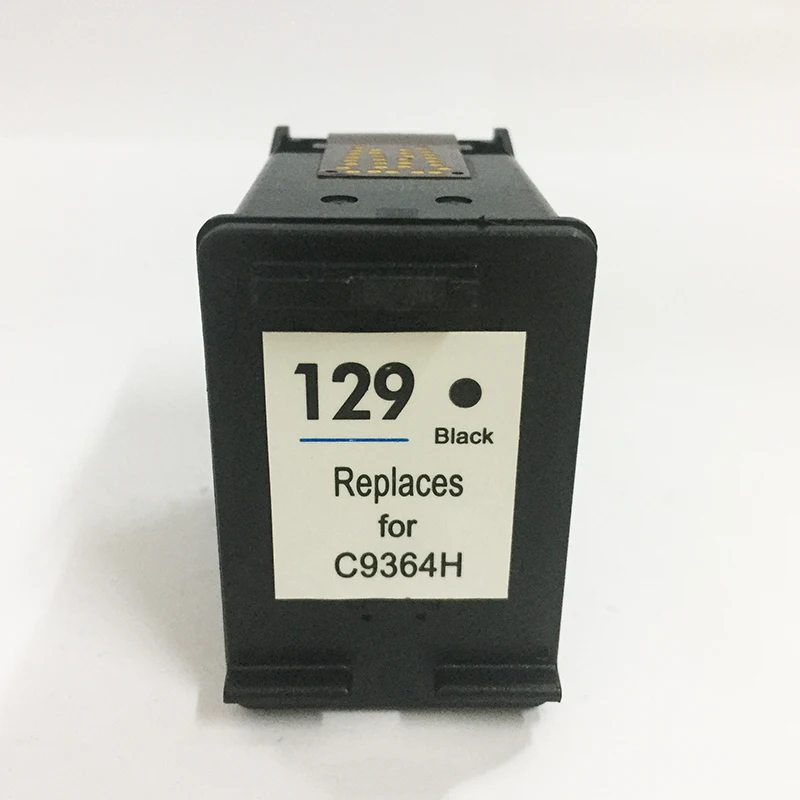 129
Black
Replaces
for
C9364H